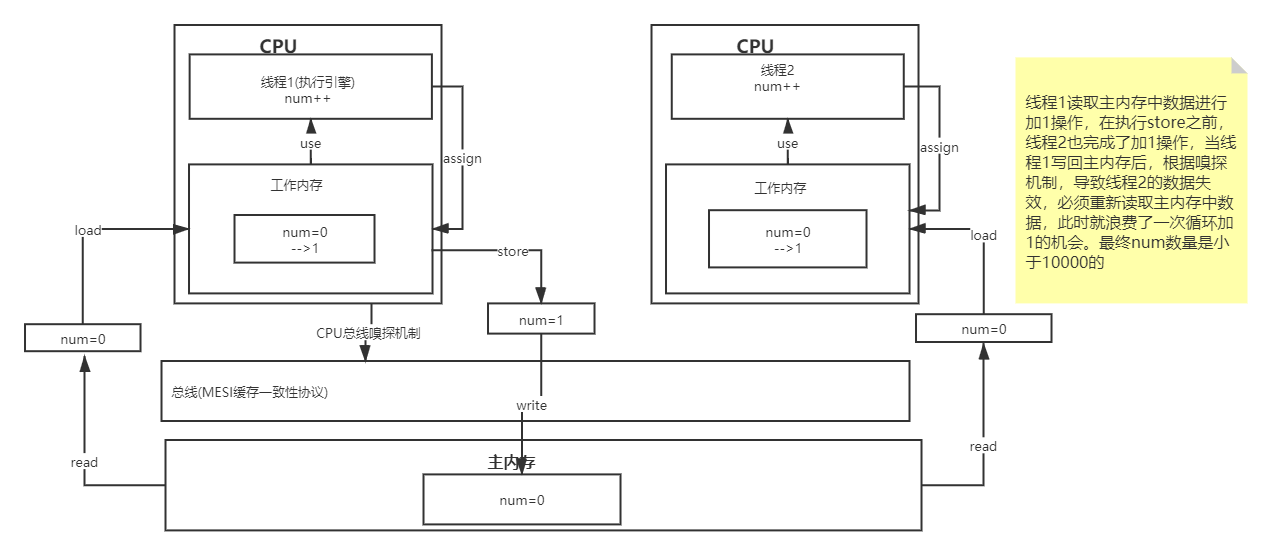 CPU
线程1(执行引擎)
num++
use
assign
工作内存
num=0
-->1
load
store
num=0
num=1
CPU总线嗅探机制
CPU
线程2
num++
use
assign
工作内存
num=0
-->1
load
num=0
总线(MESI缓存一致性协议)
write
read
read
主内存
num=0
线程1读取主内存中数据进行
加1操作，在执行store之前，
线程2也完成了加1操作，当线
程1写回主内存后，根据嗅探
机制，导致线程2的数据失
效，必须重新读取主内存中数
据，此时就浪费了一次循环加
1的机会。最终num数量是小
于10000的